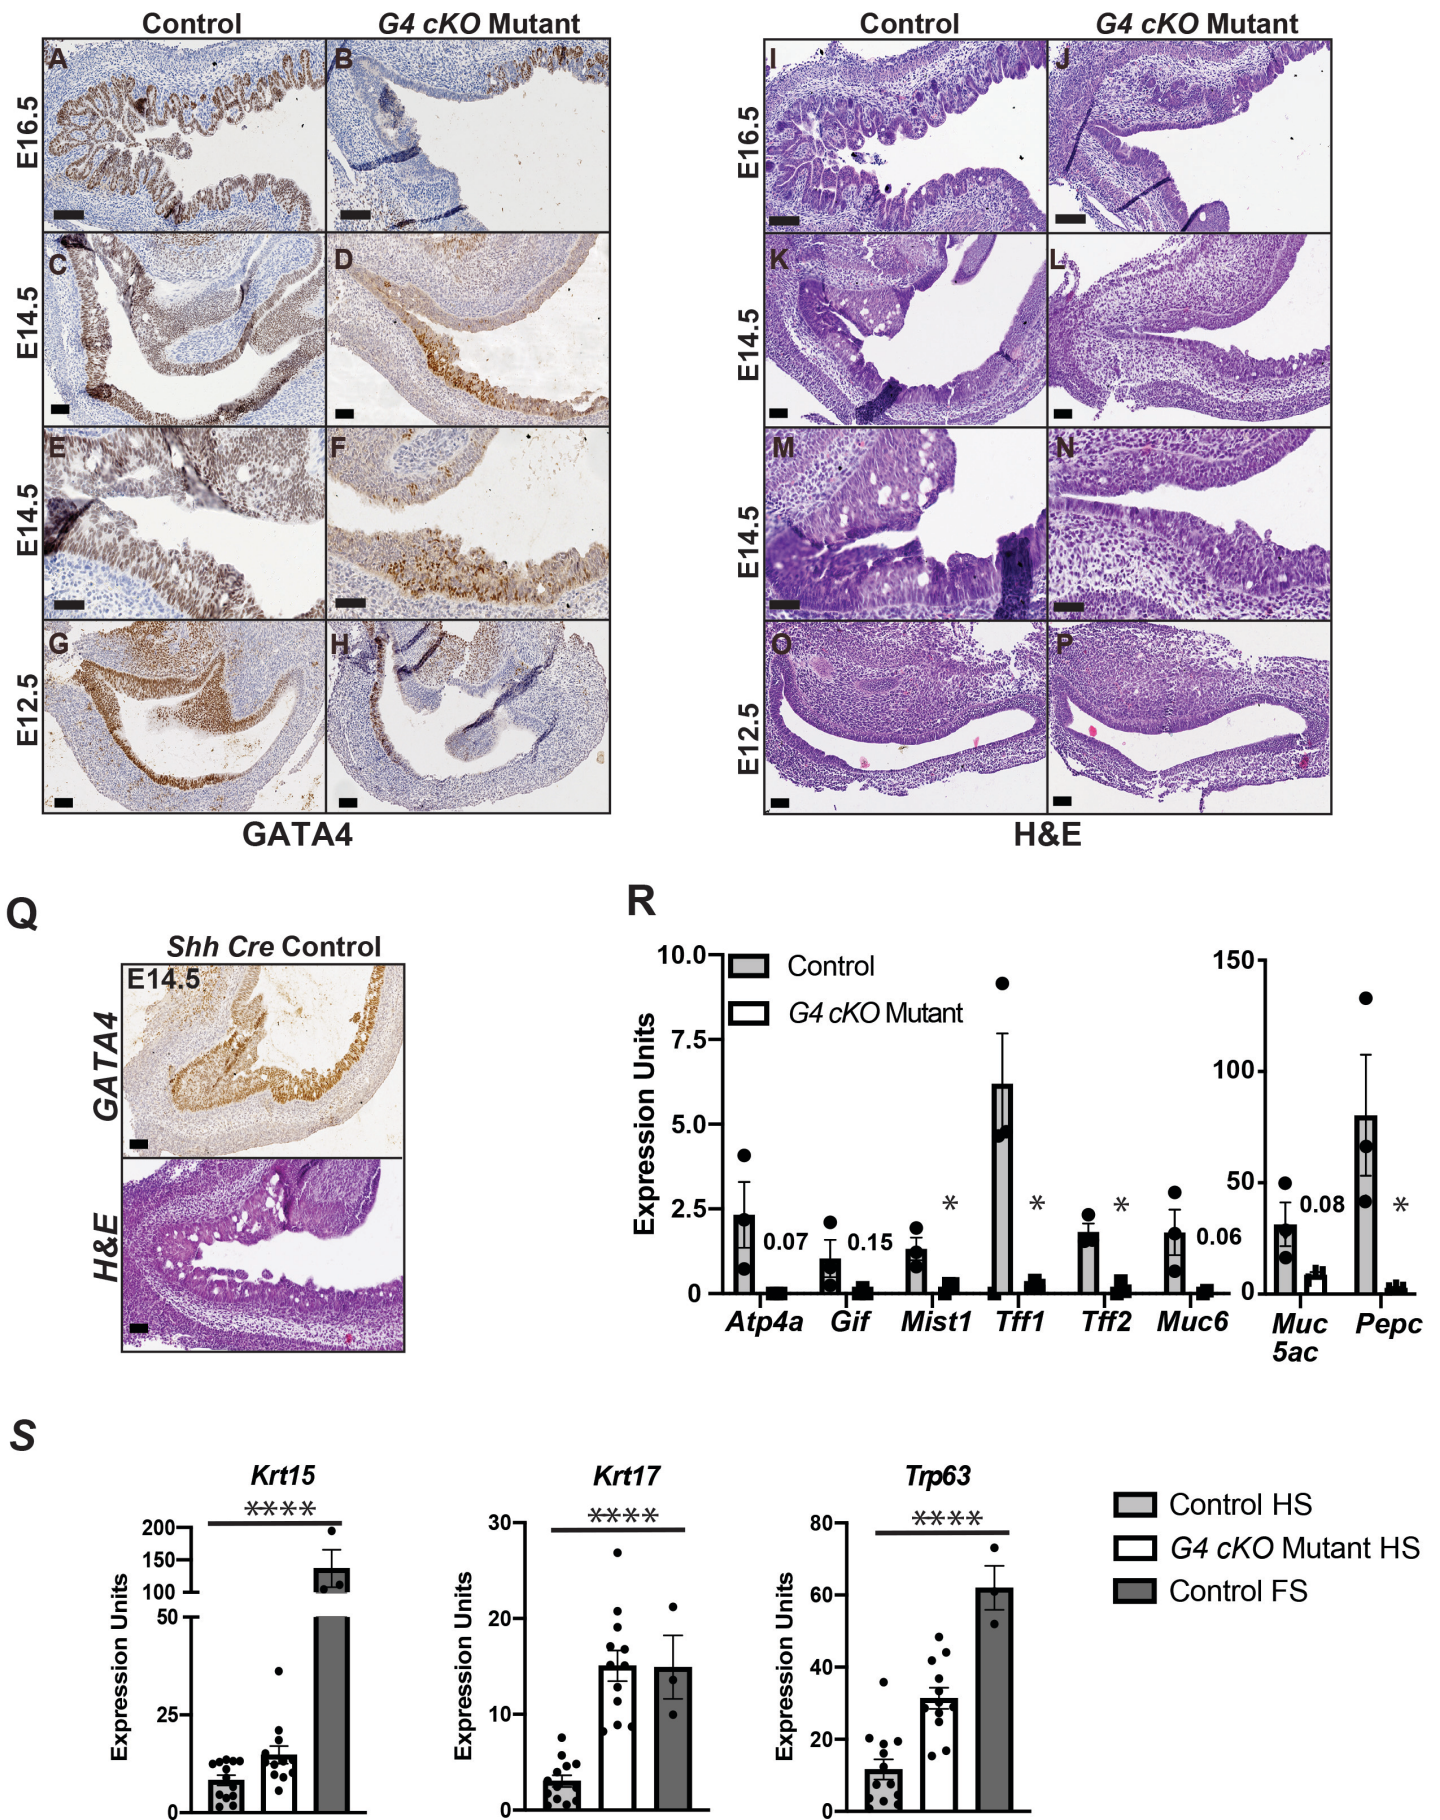 Control G4 cKO Mutant
Control G4 cKO Mutant
E16.5
A B
E16.5
I J
E14.5
C D
E14.5
K L
E14.5
E F
E14.5
M N
E12.5
G H
E12.5
O P
GATA4
H&E
Q
Shh Cre Control
E14.5
GATA4
H&E
R
Expression Units
10.0
7.5
5.0
2.5
0
Control
G4 cKO Mutant
0.07
0.15
*
*
*
0.06
Atp4a Gif Mist1 Tff1 Tff2 Muc6
150
100
50
0
0.08
*
Muc
5ac
Pepc
S
Krt15
****
Expression Units
200
150
100
50
25
0
Krt17
****
Expression Units
30
20
10
0
Trp63
****
Expression Units
80
60
40
20
0
Control HS
G4 cKO Mutant HS
Control FS